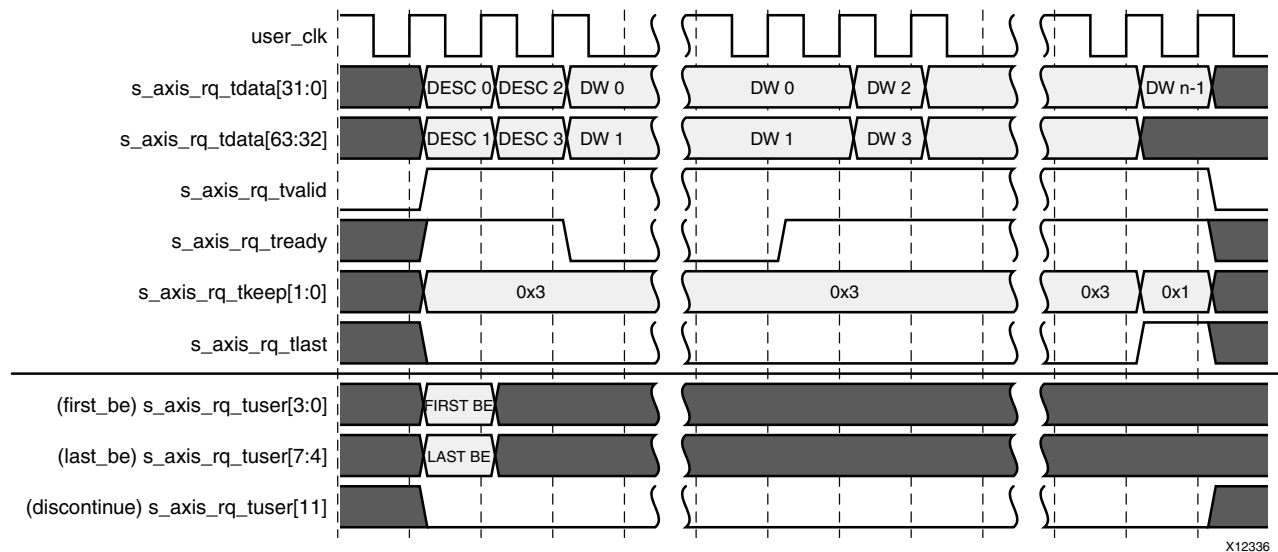 user_clk
s_axis_rq_tdata[31:0] DESC 0 DESC 2 DW 0 DW 0 DW 2 DW n-1
s_axis_rq_tdata[63:32] DESC 1 DESC 3 DW 1 DW 1 DW 3
s_axis_rq_tvalid
s_axis_rq_tready
s_axis_rq_tkeep[1:0] 0x3 0x3 0x3 0x1
s_axis_rq_tlast
(first_be) s_axis_rq_tuser[3:0] FIRST BE
(last_be) s_axis_rq_tuser[7:4] LAST BE
(discontinue) s_axis_rq_tuser[11]
X12336